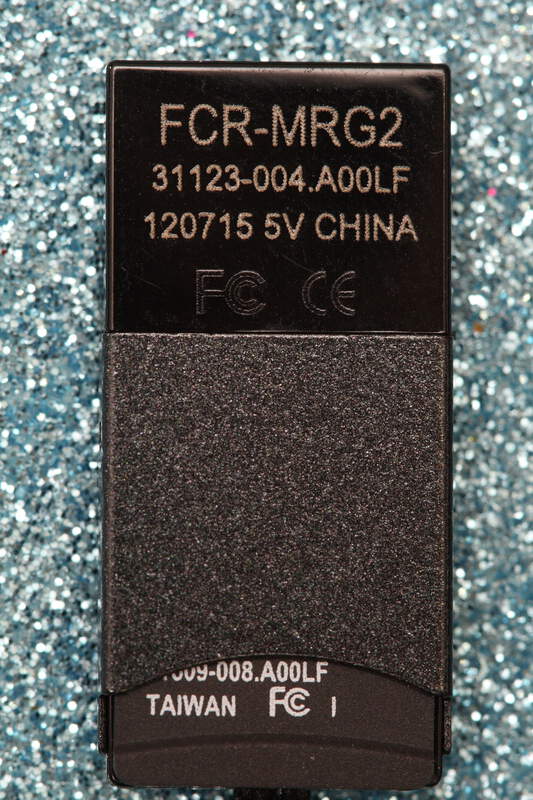 FCR-MRG2
31123-004.A00LF
120715 5V CHINA
FC CE
009-008.A00LF
TAIWAN FC I